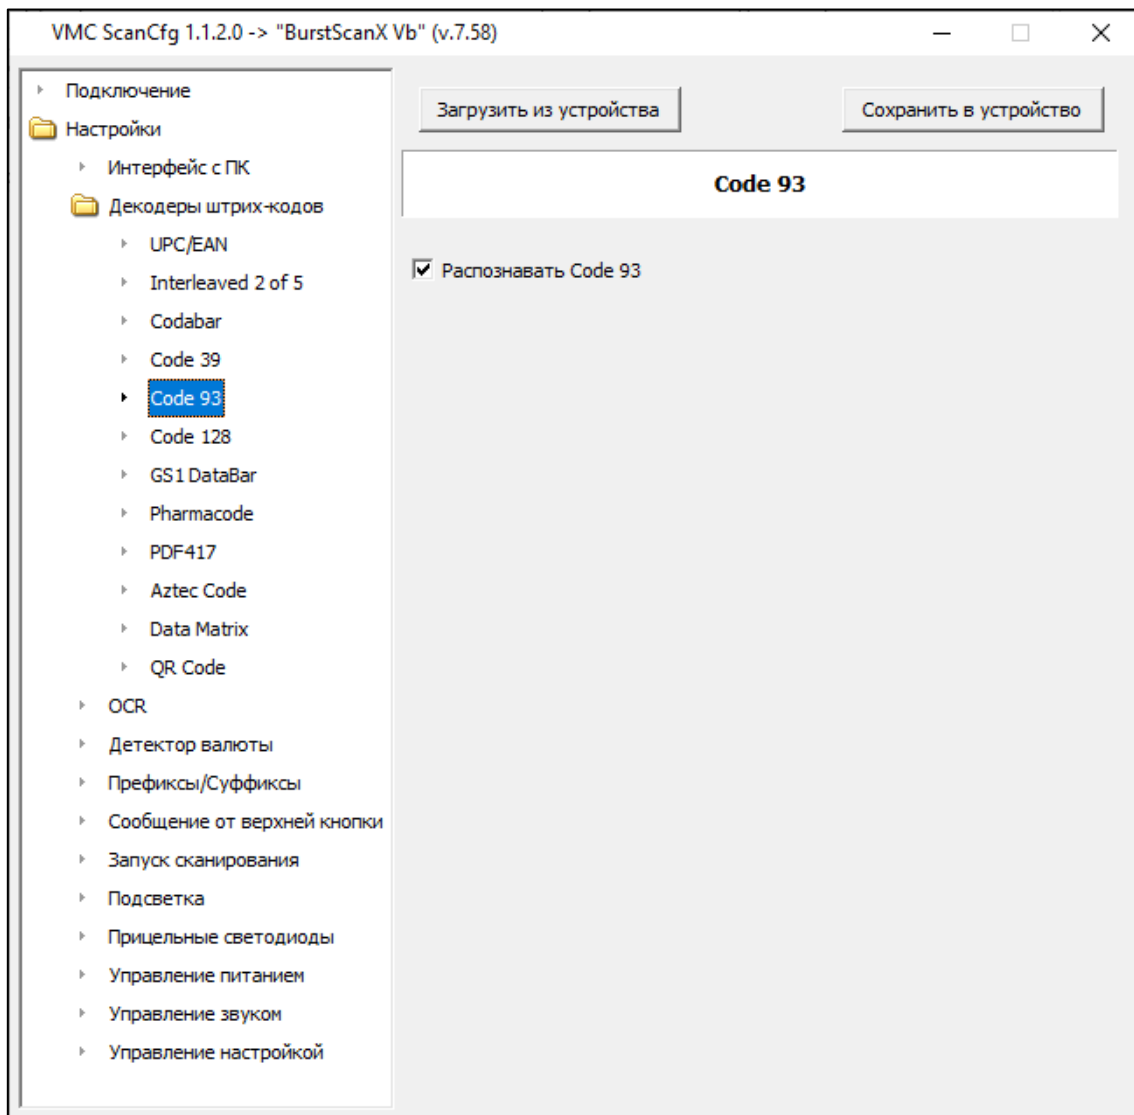 VMC ScanCfg 1.1.2.0 -> "BurstScanX Vb" (v.7.58)
Подключение
Настройки
Интерфейс с ПК
Декодеры штрих-кодов
UPC/EAN
Interleaved 2 of 5
Codabar
Code 39
Code 93
Code 128
GS1 DataBar
Pharmacode
PDF417
Aztec Code
Data Matrix
QR Code
OCR
Детектор валюты
Префиксы/Суффиксы
Сообщение от верхней кнопки
Запуск сканирования
Подсветка
Прицельные светодиоды
Управление питанием
Управление звуком
Управление настройкой
Загрузить из устройства
Сохранить в устройство
Code 93
Распознавать Code 93